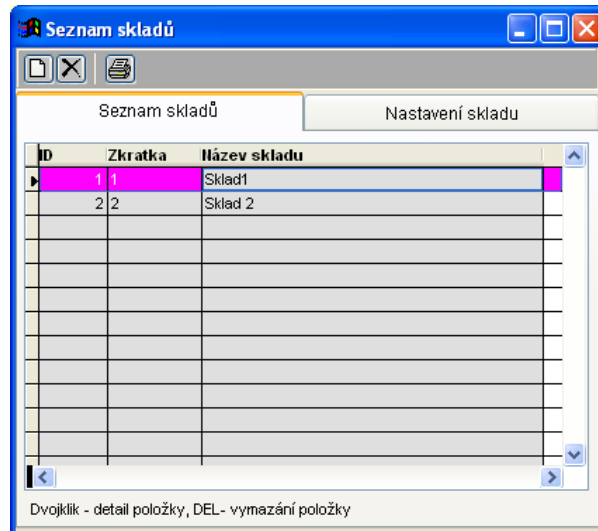 Seznam skladů
Seznam skladů Nastavení skladu
ID Zkratka Název skladu
1 1 Sklad1
2 2 Sklad 2
Dvojklik - detail položky, DEL- vymazání položky